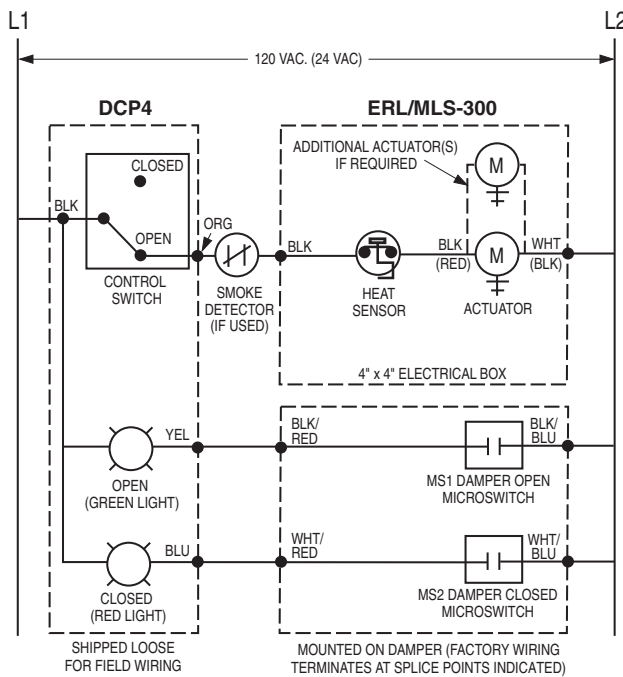 L1
L2
120 VAC. (24 VAC)
DCP4
ERL/MLS-300
CLOSED
BLK
OPEN
CONTROL
SWITCH
ORG
SMOKE
DETECTOR
(IF USED)
ADDITIONAL ACTUATOR(S)
IF REQUIRED
M
BLK
HEAT
SENSOR
BLK
(RED)
M
WHT
(BLK)
ACTUATOR
4" x 4" ELECTRICAL BOX
YEL
OPEN
(GREEN LIGHT)
BLK/
RED
BLK/
BLU
MS1 DAMPER OPEN
MICROSWITCH
BLU
CLOSED
(RED LIGHT)
WHT/
RED
WHT/
BLU
MS2 DAMPER CLOSED
MICROSWITCH
SHIPPED LOOSE
FOR FIELD WIRING
MOUNTED ON DAMPER (FACTORY WIRING
TERMINATES AT SPLICE POINTS INDICATED)